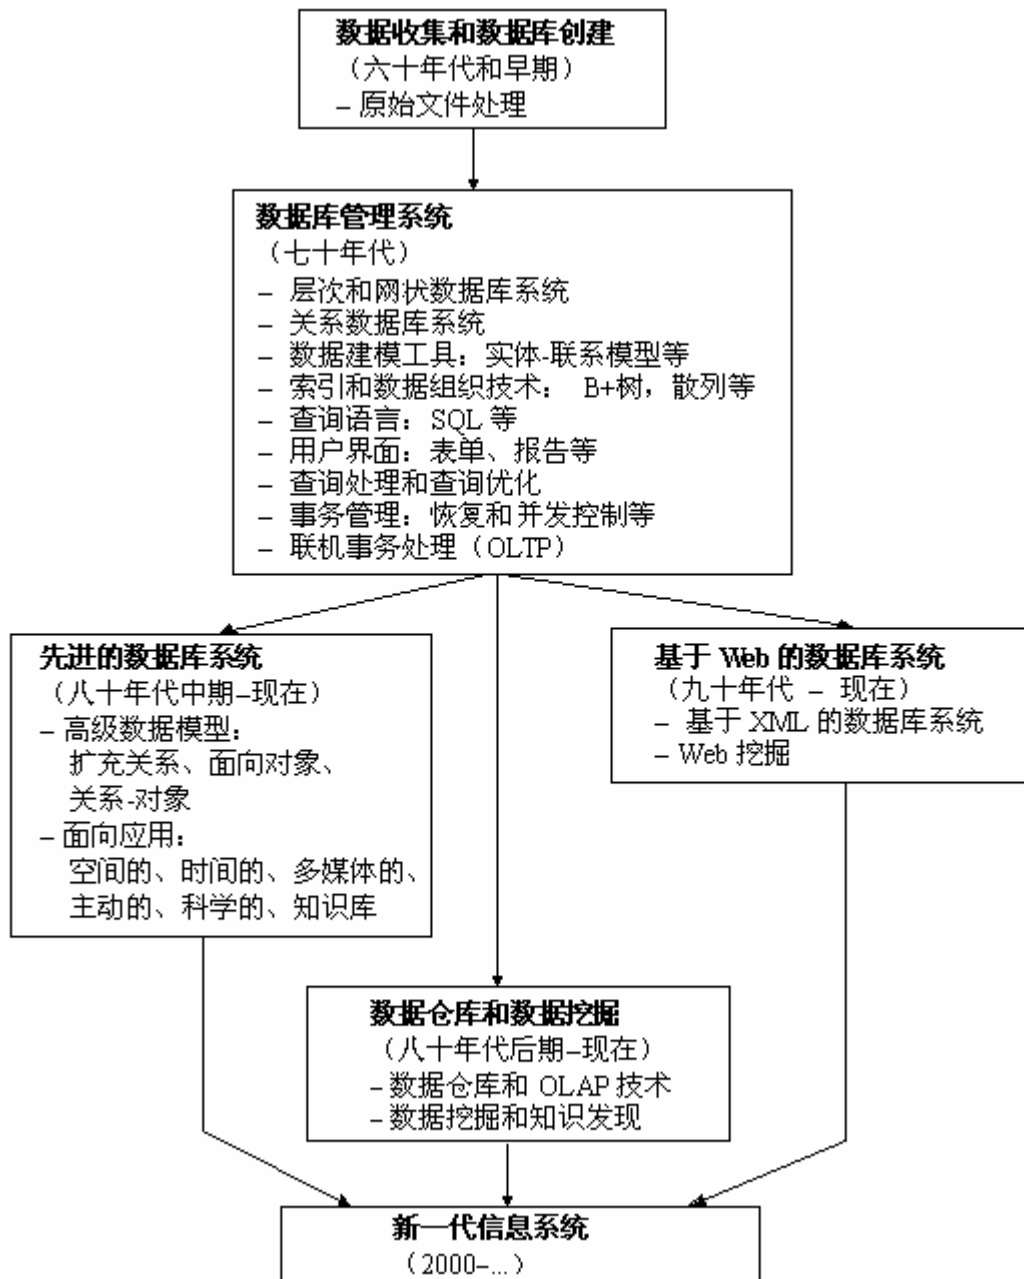 数据收集和数据库创建
（六十年代和早期）
– 原始文件处理
数据库管理系统
（七十年代）
– 层次和网状数据库系统
– 关系数据库系统
– 数据建模工具：实体-联系模型等
– 索引和数据组织技术： B+树，散列等
– 查询语言：SQL 等
– 用户界面：表单、报告等
– 查询处理和查询优化
– 事务管理：恢复和并发控制等
– 联机事务处理（OLTP）
先进的数据库系统
（八十年代中期–现在）
– 高级数据模型：
扩充关系、面向对象、
关系-对象
– 面向应用：
空间的、时间的、多媒体的、
主动的、科学的、知识库
基于 Web 的数据库系统
（九十年代 – 现在）
– 基于 XML 的数据库系统
– Web 挖掘
数据仓库和数据挖掘
（八十年代后期–现在）
– 数据仓库和 OLAP 技术
– 数据挖掘和知识发现
新一代信息系统
（2000–...）